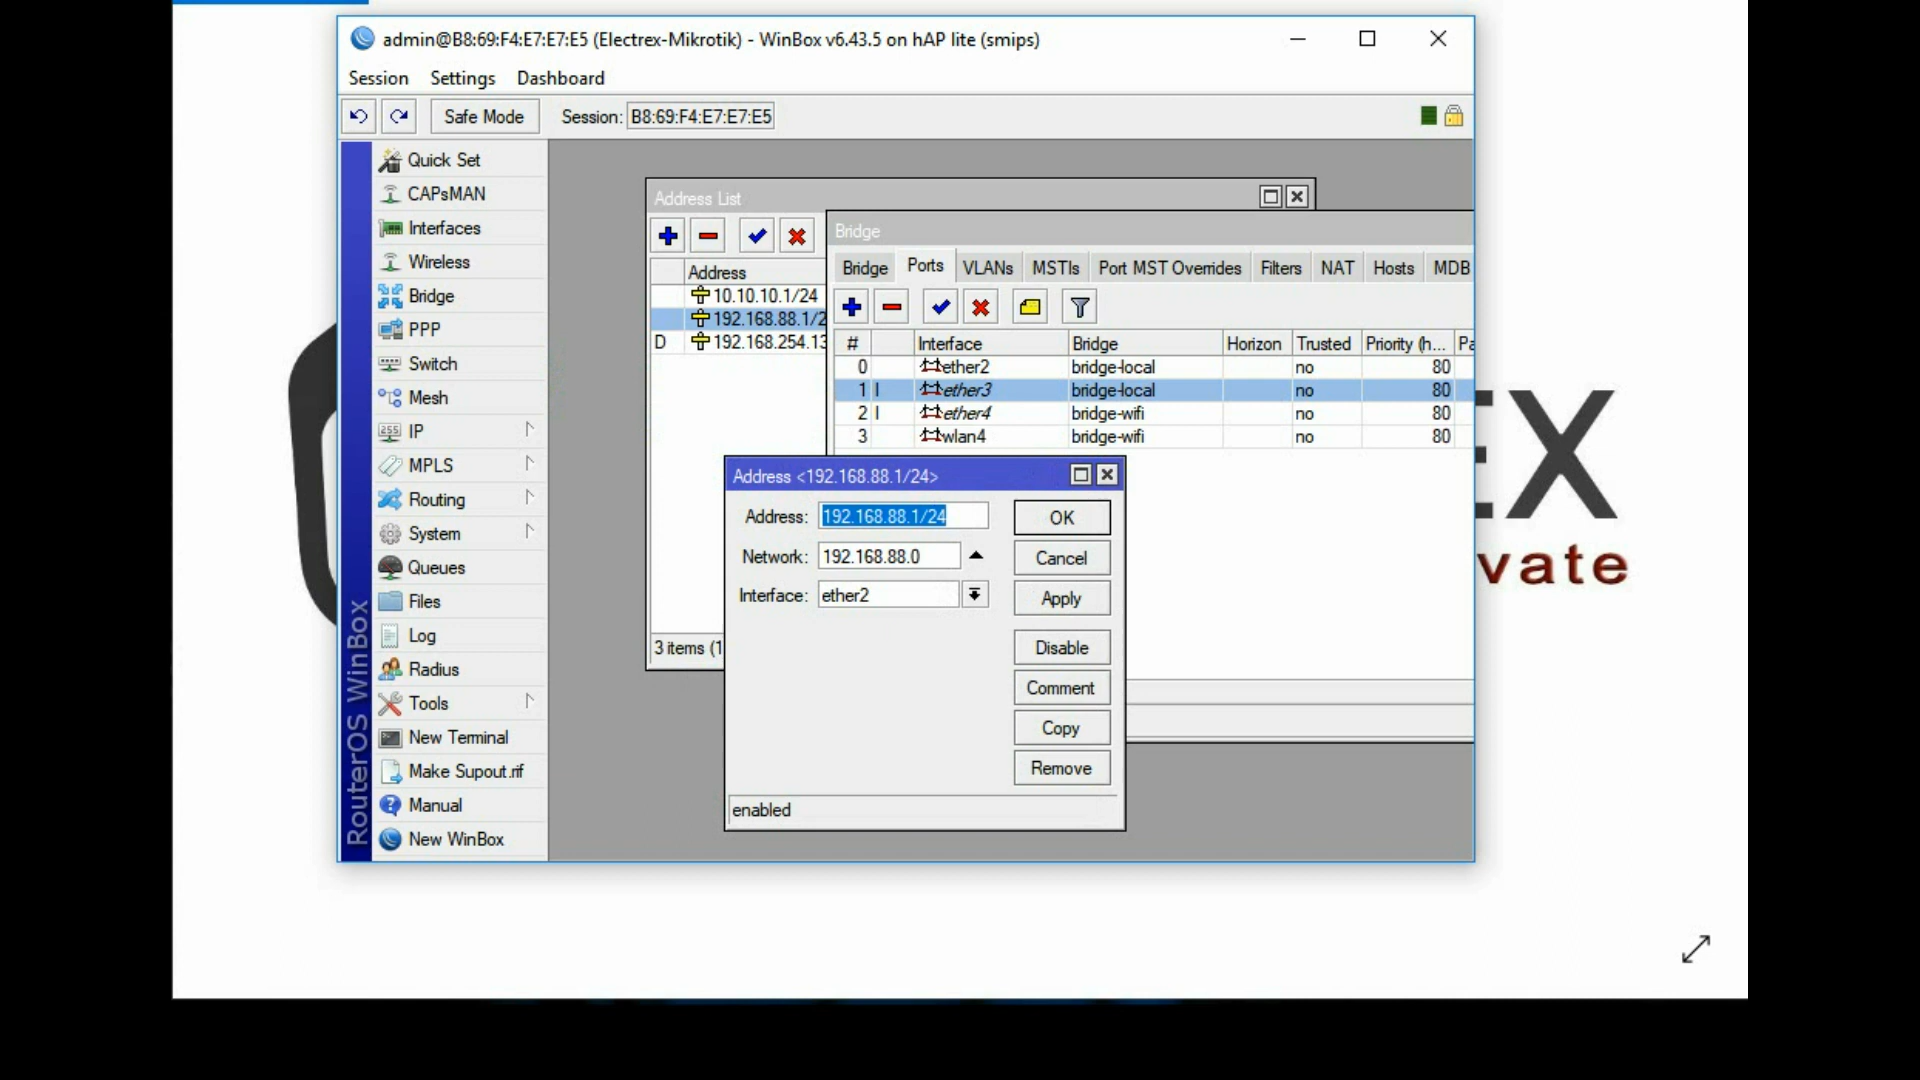 admin@B8:69:F4:E7:E7:E5 (Electrex-Mikrotik) - WinBox v6.43.5 on hAP lite (smips)
Session Settings Dashboard
Safe Mode Session: B8:69:F4:E7:E7:E5
RouterOS WinBox
Quick Set
CAPsMAN
Interfaces
Wireless
Bridge
PPP
Switch
Mesh
IP
MPLS
Routing
System
Queues
Files
Log
Radius
Tools
New Terminal
Make Supout.rif
Manual
New WinBox
Address List
Address
10.10.10.1/24
192.168.88.1/2
D 192.168.254.13
3 items (1
Bridge
Bridge Ports VLANs MSTIs Port MST Overrides Filters NAT Hosts MDB
# Interface Bridge Horizon Trusted Priority (h... Pa
0 ether2 bridge-local no 80
1 I ether3 bridge-local no 80
2 I ether4 bridge-wifi no 80
3 wlan4 bridge-wifi no 80
Address <192.168.88.1/24>
Address: 192.168.88.1/24
Network: 192.168.88.0
Interface: ether2
OK
Cancel
Apply
Disable
Comment
Copy
Remove
enabled
EX
vate